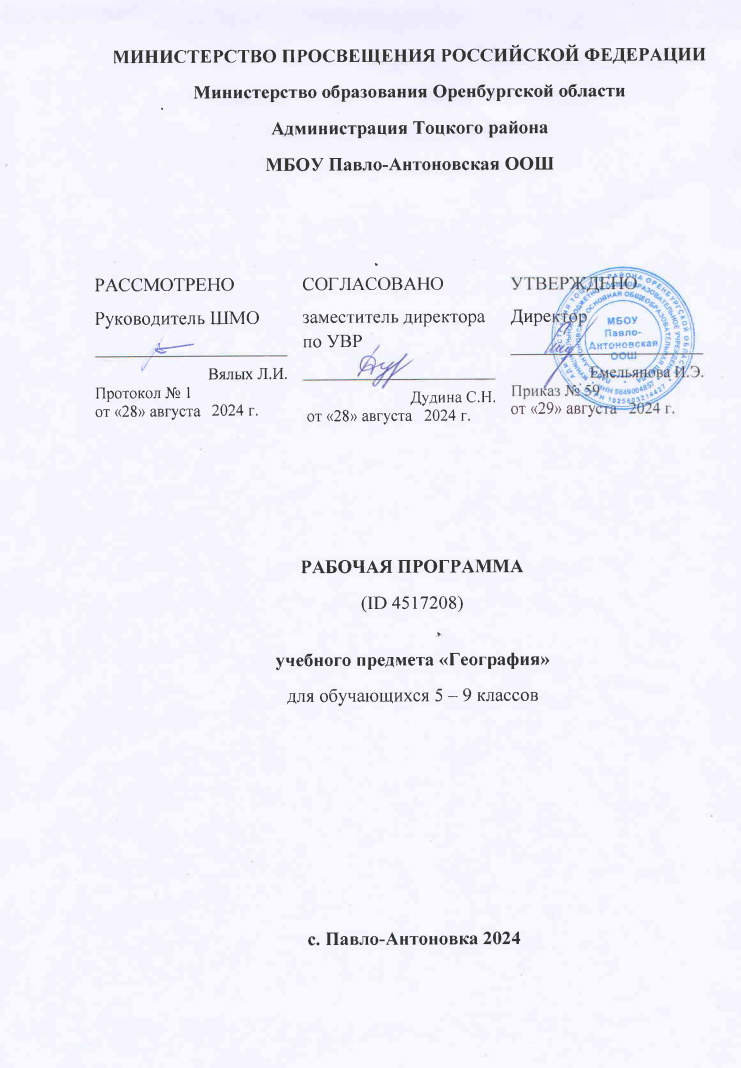 МИНИСТЕРСТВО ПРОСВЕЩЕНИЯ РОССИЙСКОЙ ФЕДЕРАЦИИ
Министерство образования Оренбургской области
Администрация Тоцкого района
МБОУ Павло-Антоновская ООШ
РАССМОТРЕНО
Руководитель ШМО
Вялых Л.И.
Протокол № 1
от «28» августа 2024 г.
СОГЛАСОВАНО
заместитель директора
по УВР
Дудина С.Н.
от «28» августа 2024 г.
УТВЕРЖДЕНО
Директор
Емельянова И.Э.
Приказ № 59
от «29» августа 2024 г.
МБОУ
Павло-
Антоновская
ООШ
РАБОЧАЯ ПРОГРАММА
(ID 4517208)
учебного предмета «География»
для обучающихся 5 – 9 классов
с. Павло-Антоновка 2024